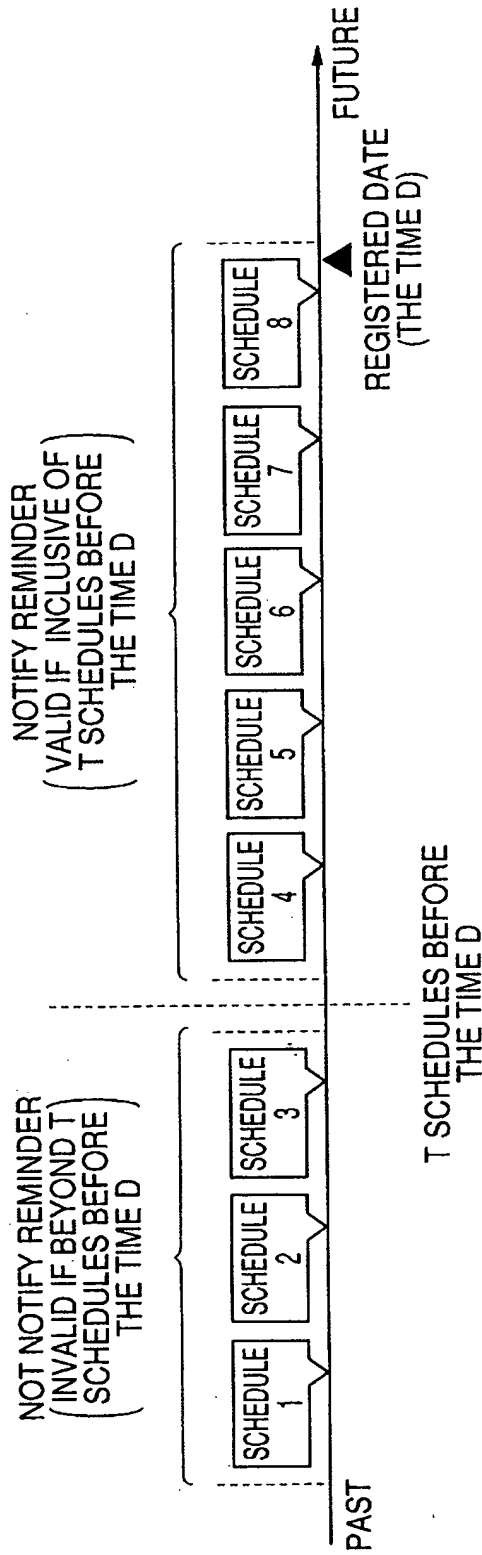 NOT NOTIFY REMINDER
(INVALID IF BEYOND T
SCHEDULES BEFORE
THE TIME D)
NOTIFY REMINDER
(VALID IF INCLUSIVE OF
T SCHEDULES BEFORE
THE TIME D)
SCHEDULE
1
SCHEDULE
2
SCHEDULE
3
SCHEDULE
4
SCHEDULE
5
SCHEDULE
6
SCHEDULE
7
SCHEDULE
8
PAST
FUTURE
T SCHEDULES BEFORE
THE TIME D
REGISTERED DATE
(THE TIME D)